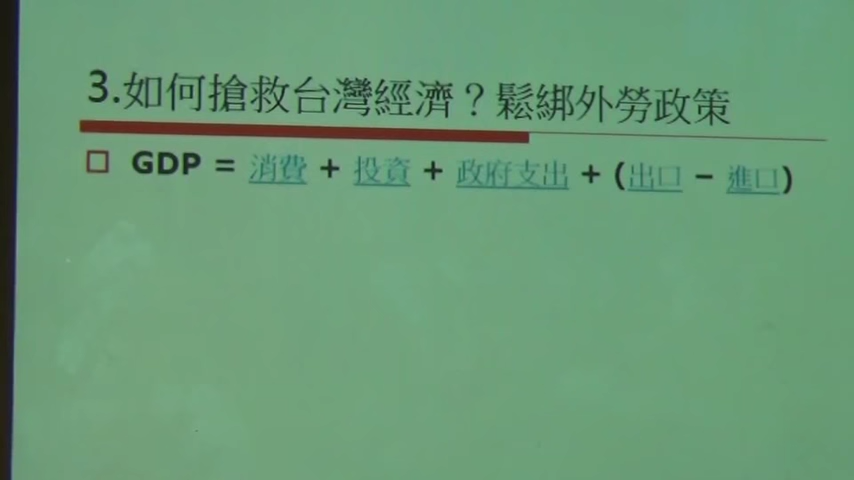 3.如何搶救台灣經濟？鬆綁外勞政策
GDP = 消費 + 投資 + 政府支出 + (出口 − 進口)